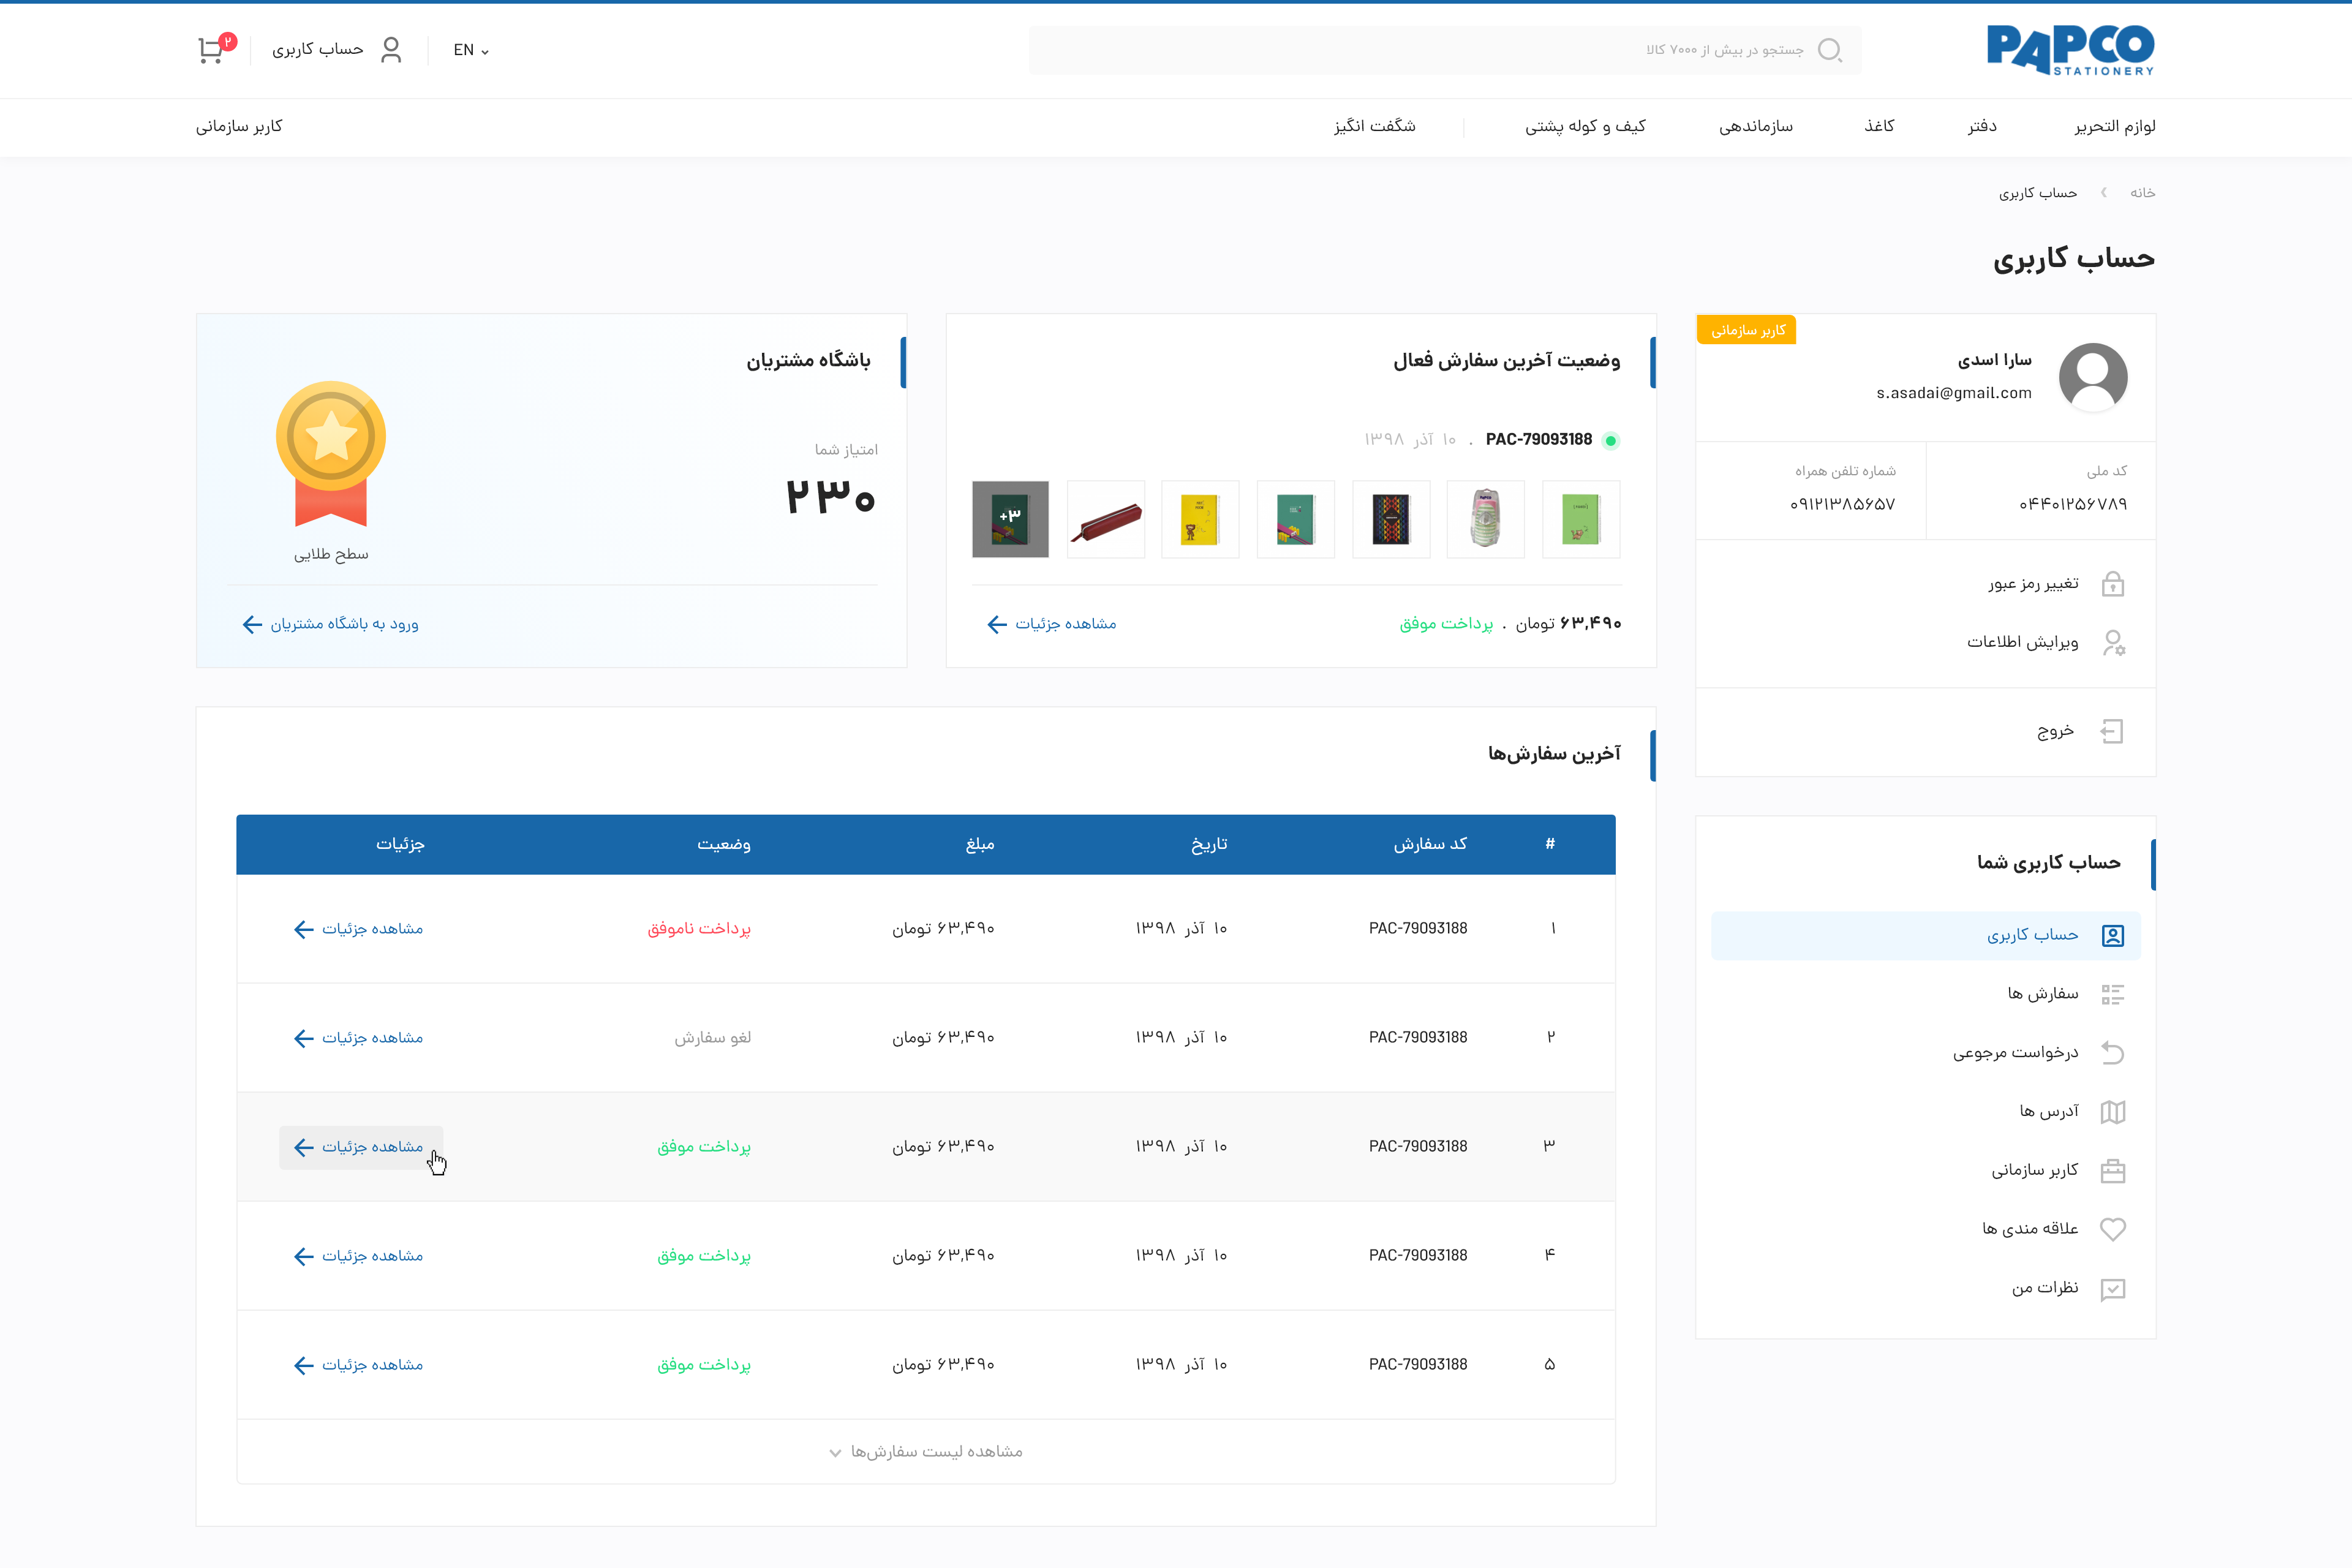 PAPCO
STATIONERY
جستجو در بیش از ۷۰۰۰ کالا
EN
حساب کاربری
۲
لوازم التحریر
دفتر
کاغذ
سازماندهی
کیف و کوله پشتی
شگفت انگیز
کاربر سازمانی
خانه
حساب کاربری
حساب کاربری
کاربر سازمانی
سارا اسدی
s.asadai@gmail.com
کد ملی
۰۴۴۰۱۲۵۶۷۸۹
شماره تلفن همراه
۰۹۱۲۱۳۸۵۶۵۷
تغییر رمز عبور
ویرایش اطلاعات
خروج
حساب کاربری شما
حساب کاربری
سفارش ها
درخواست مرجوعی
آدرس ها
کاربر سازمانی
علاقه مندی ها
نظرات من
وضعیت آخرین سفارش فعال
PAC-79093188 . ۱۰ آذر ۱۳۹۸
+۳
۶۳,۴۹۰ تومان . پرداخت موفق
مشاهده جزئیات
باشگاه مشتریان
امتیاز شما
۲۳۰
سطح طلایی
ورود به باشگاه مشتریان
آخرین سفارش‌ها
# کد سفارش تاریخ مبلغ وضعیت جزئیات
۱ PAC-79093188 ۱۰ آذر ۱۳۹۸ ۶۳,۴۹۰ تومان پرداخت ناموفق مشاهده جزئیات
۲ PAC-79093188 ۱۰ آذر ۱۳۹۸ ۶۳,۴۹۰ تومان لغو سفارش مشاهده جزئیات
۳ PAC-79093188 ۱۰ آذر ۱۳۹۸ ۶۳,۴۹۰ تومان پرداخت موفق مشاهده جزئیات
۴ PAC-79093188 ۱۰ آذر ۱۳۹۸ ۶۳,۴۹۰ تومان پرداخت موفق مشاهده جزئیات
۵ PAC-79093188 ۱۰ آذر ۱۳۹۸ ۶۳,۴۹۰ تومان پرداخت موفق مشاهده جزئیات
مشاهده لیست سفارش‌ها